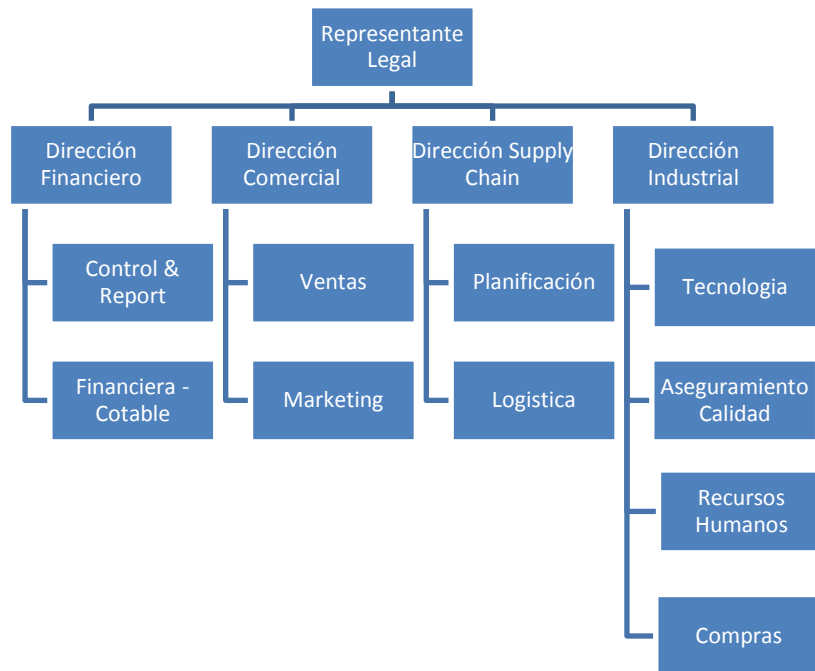 Representante
Legal
Dirección
Financiero
Dirección
Comercial
Dirección Supply
Chain
Dirección
Industrial
Control &
Report
Ventas
Planificación
Tecnologia
Financiera -
Cotable
Marketing
Logistica
Aseguramiento
Calidad
Recursos
Humanos
Compras